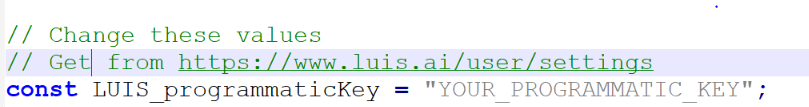 // Change these values
// Get from https://www.luis.ai/user/settings
const LUIS_programmaticKey = "YOUR_PROGRAMMATIC_KEY";